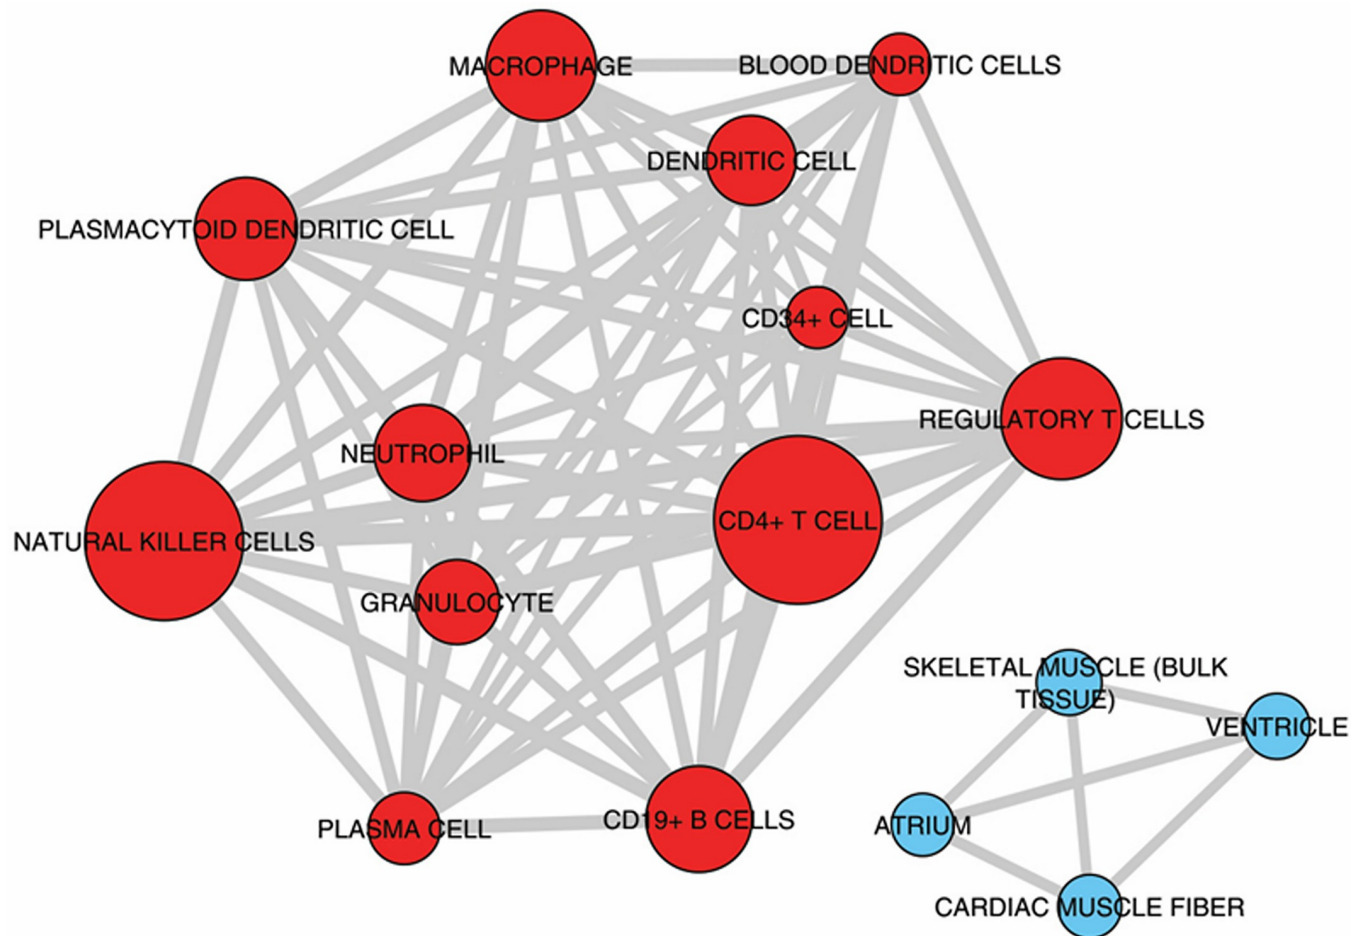 MACROPHAGE
BLOOD DENDRITIC CELLS
DENDRITIC CELL
PLASMACYTOID DENDRITIC CELL
CD34+ CELL
REGULATORY T CELLS
NEUTROPHIL
CD4+ T CELL
NATURAL KILLER CELLS
GRANULOCYTE
SKELETAL MUSCLE (BULK
TISSUE)
VENTRICLE
CD19+ B CELLS
PLASMA CELL
ATRIUM
CARDIAC MUSCLE FIBER